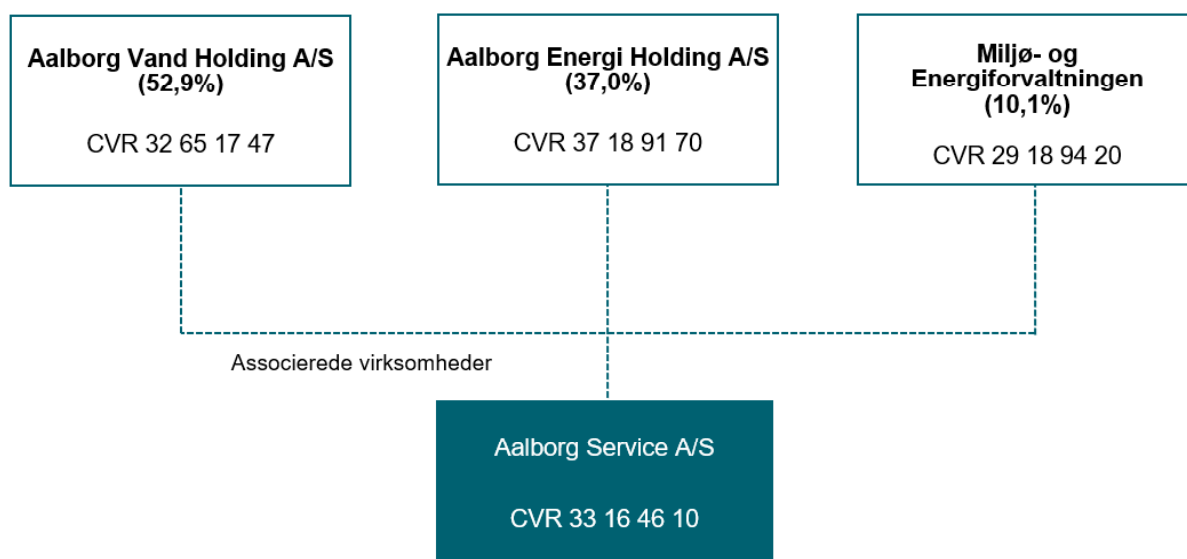 Aalborg Vand Holding A/S
(52,9%)
CVR 32 65 17 47
Aalborg Energi Holding A/S
(37,0%)
CVR 37 18 91 70
Miljø- og
Energiforvaltningen
(10,1%)
CVR 29 18 94 20
Associerede virksomheder
Aalborg Service A/S
CVR 33 16 46 10